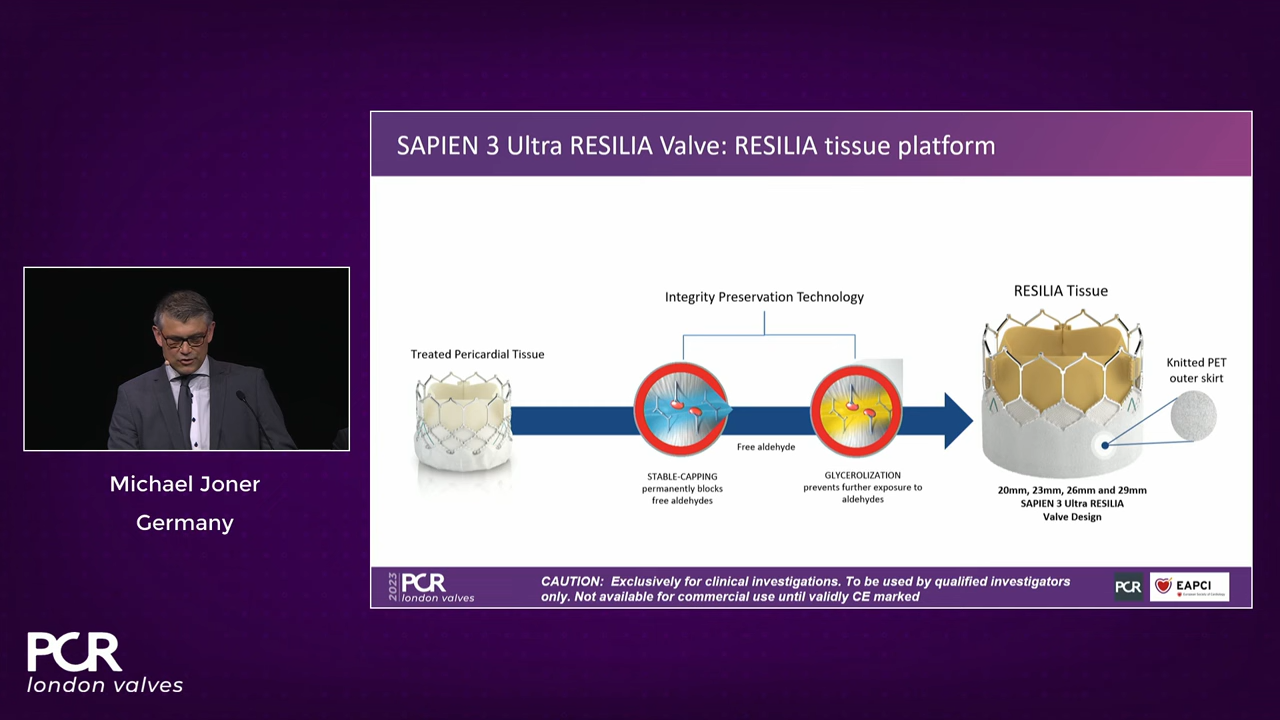 SAPIEN 3 Ultra RESILIA Valve: RESILIA tissue platform
Integrity Preservation Technology
RESILIA Tissue
Treated Pericardial Tissue
Knitted PET
outer skirt
Free aldehyde
STABLE-CAPPING
permanently blocks
free aldehydes
GLYCEROLIZATION
prevents further exposure to
aldehydes
20mm, 23mm, 26mm and 29mm
SAPIEN 3 Ultra RESILIA
Valve Design
Michael Joner
Germany
2023
PCR
london valves
CAUTION: Exclusively for clinical investigations. To be used by qualified investigators
only. Not available for commercial use until validly CE marked
PCR
EAPCI
PCR
london valves